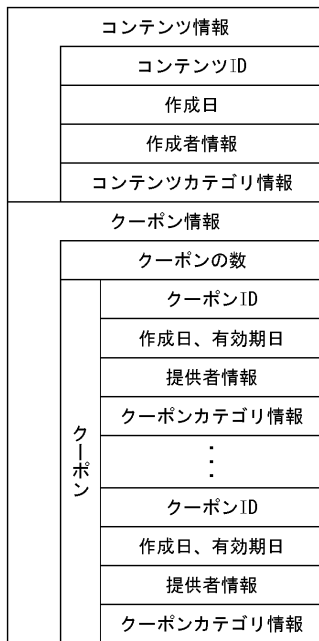 コンテンツ情報
コンテンツID
作成日
作成者情報
コンテンツカテゴリ情報
クーポン情報
クーポンの数
クーポン
クーポンID
作成日、有効期日
提供者情報
クーポンカテゴリ情報
⋮
クーポンID
作成日、有効期日
提供者情報
クーポンカテゴリ情報